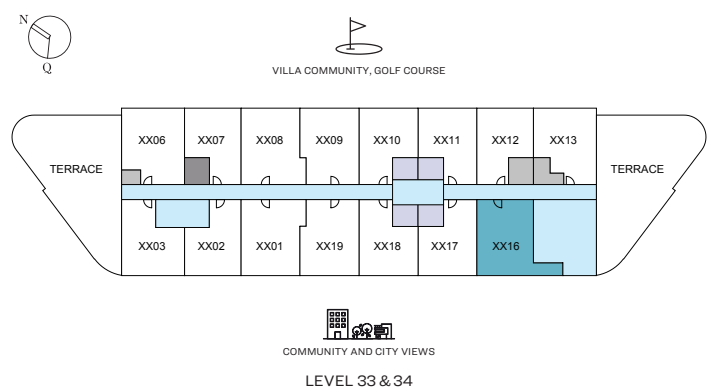 N
Q
VILLA COMMUNITY, GOLF COURSE
XX06 XX07 XX08 XX09 XX10 XX11 XX12 XX13
TERRACE TERRACE
XX03 XX02 XX01 XX19 XX18 XX17 XX16
COMMUNITY AND CITY VIEWS
LEVEL 33 & 34